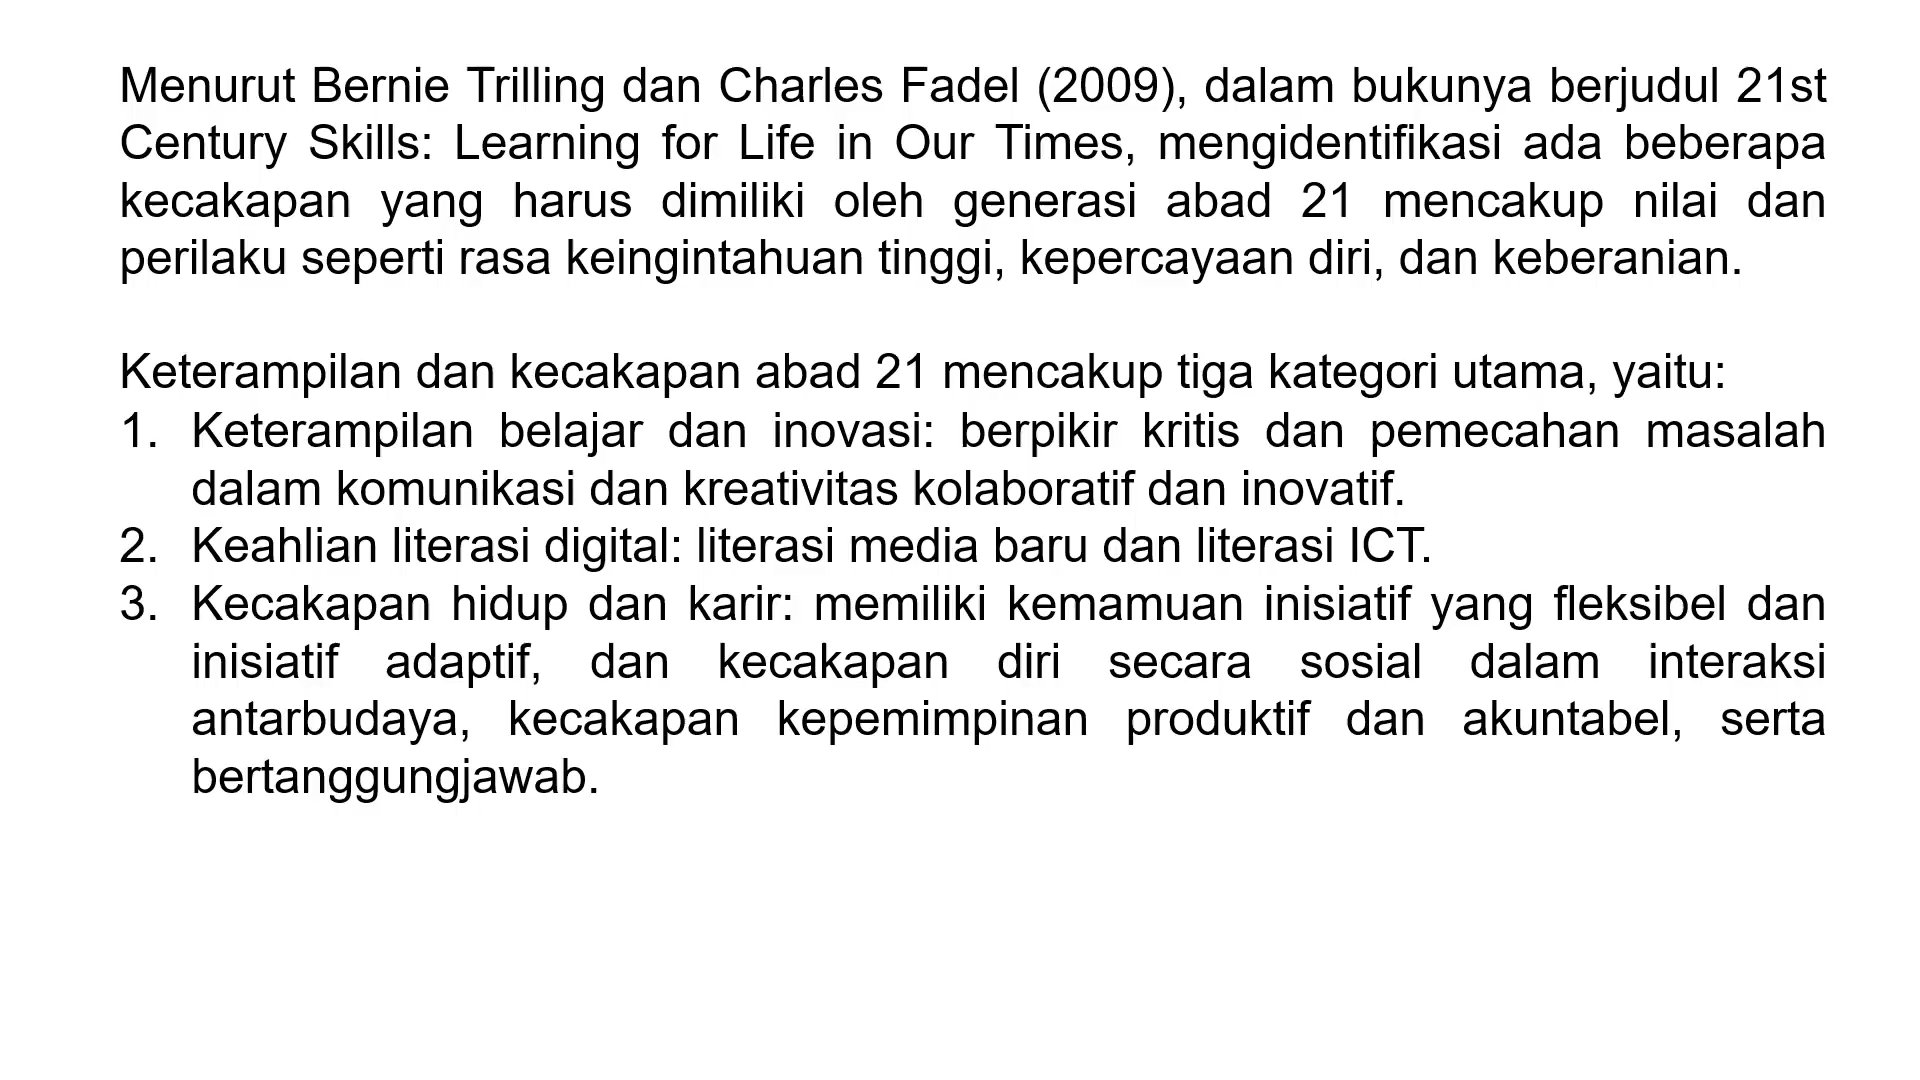 Menurut Bernie Trilling dan Charles Fadel (2009), dalam bukunya berjudul 21st
Century Skills: Learning for Life in Our Times, mengidentifikasi ada beberapa
kecakapan yang harus dimiliki oleh generasi abad 21 mencakup nilai dan
perilaku seperti rasa keingintahuan tinggi, kepercayaan diri, dan keberanian.
Keterampilan dan kecakapan abad 21 mencakup tiga kategori utama, yaitu:
1. Keterampilan belajar dan inovasi: berpikir kritis dan pemecahan masalah
dalam komunikasi dan kreativitas kolaboratif dan inovatif.
2. Keahlian literasi digital: literasi media baru dan literasi ICT.
3. Kecakapan hidup dan karir: memiliki kemamuan inisiatif yang fleksibel dan
inisiatif adaptif, dan kecakapan diri secara sosial dalam interaksi
antarbudaya, kecakapan kepemimpinan produktif dan akuntabel, serta
bertanggungjawab.